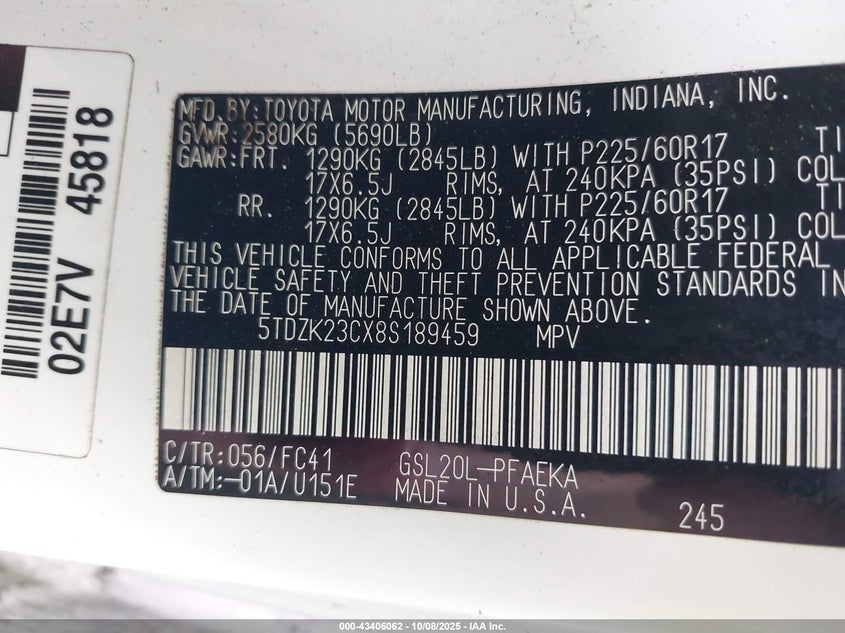 02E7V 45818
MFD.BY:TOYOTA MOTOR MANUFACTURING, INDIANA, INC.
GVWR:2580KG (5690LB)
GAWR:FRT. 1290KG (2845LB) WITH P225/60R17 TI
17X6.5J RIMS, AT 240KPA (35PSI) COL
RR. 1290KG (2845LB) WITH P225/60R17 TI
17X6.5J RIMS, AT 240KPA (35PSI) COL
THIS VEHICLE CONFORMS TO ALL APPLICABLE FEDERAL
VEHICLE SAFETY AND THEFT PREVENTION STANDARDS IN
THE DATE OF MANUFACTURE SHOWN ABOVE.
5TDZK23CX8S189459 MPV
C/TR:056/FC41 GSL20L-PFAEKA
A/TM:-01A/U151E MADE IN U.S.A. 245
000-43406062 - 10/08/2025 - IAA Inc.